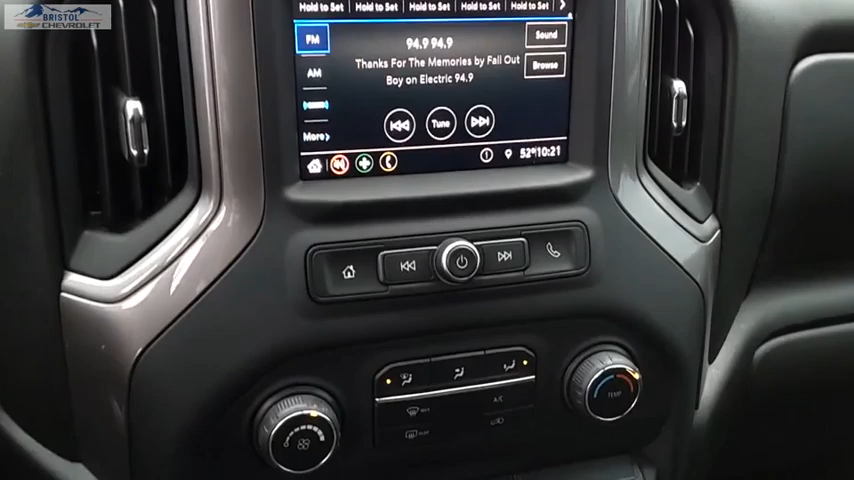 BRISTOL
CHEVROLET
Hold to Set Hold to Set Hold to Set Hold to Set Hold to Set
FM
94.9 94.9
Sound
Thanks For The Memories by Fall Out
Boy on Electric 94.9
Browse
AM
More
Tune
52° 10:21
A/C
TEMP